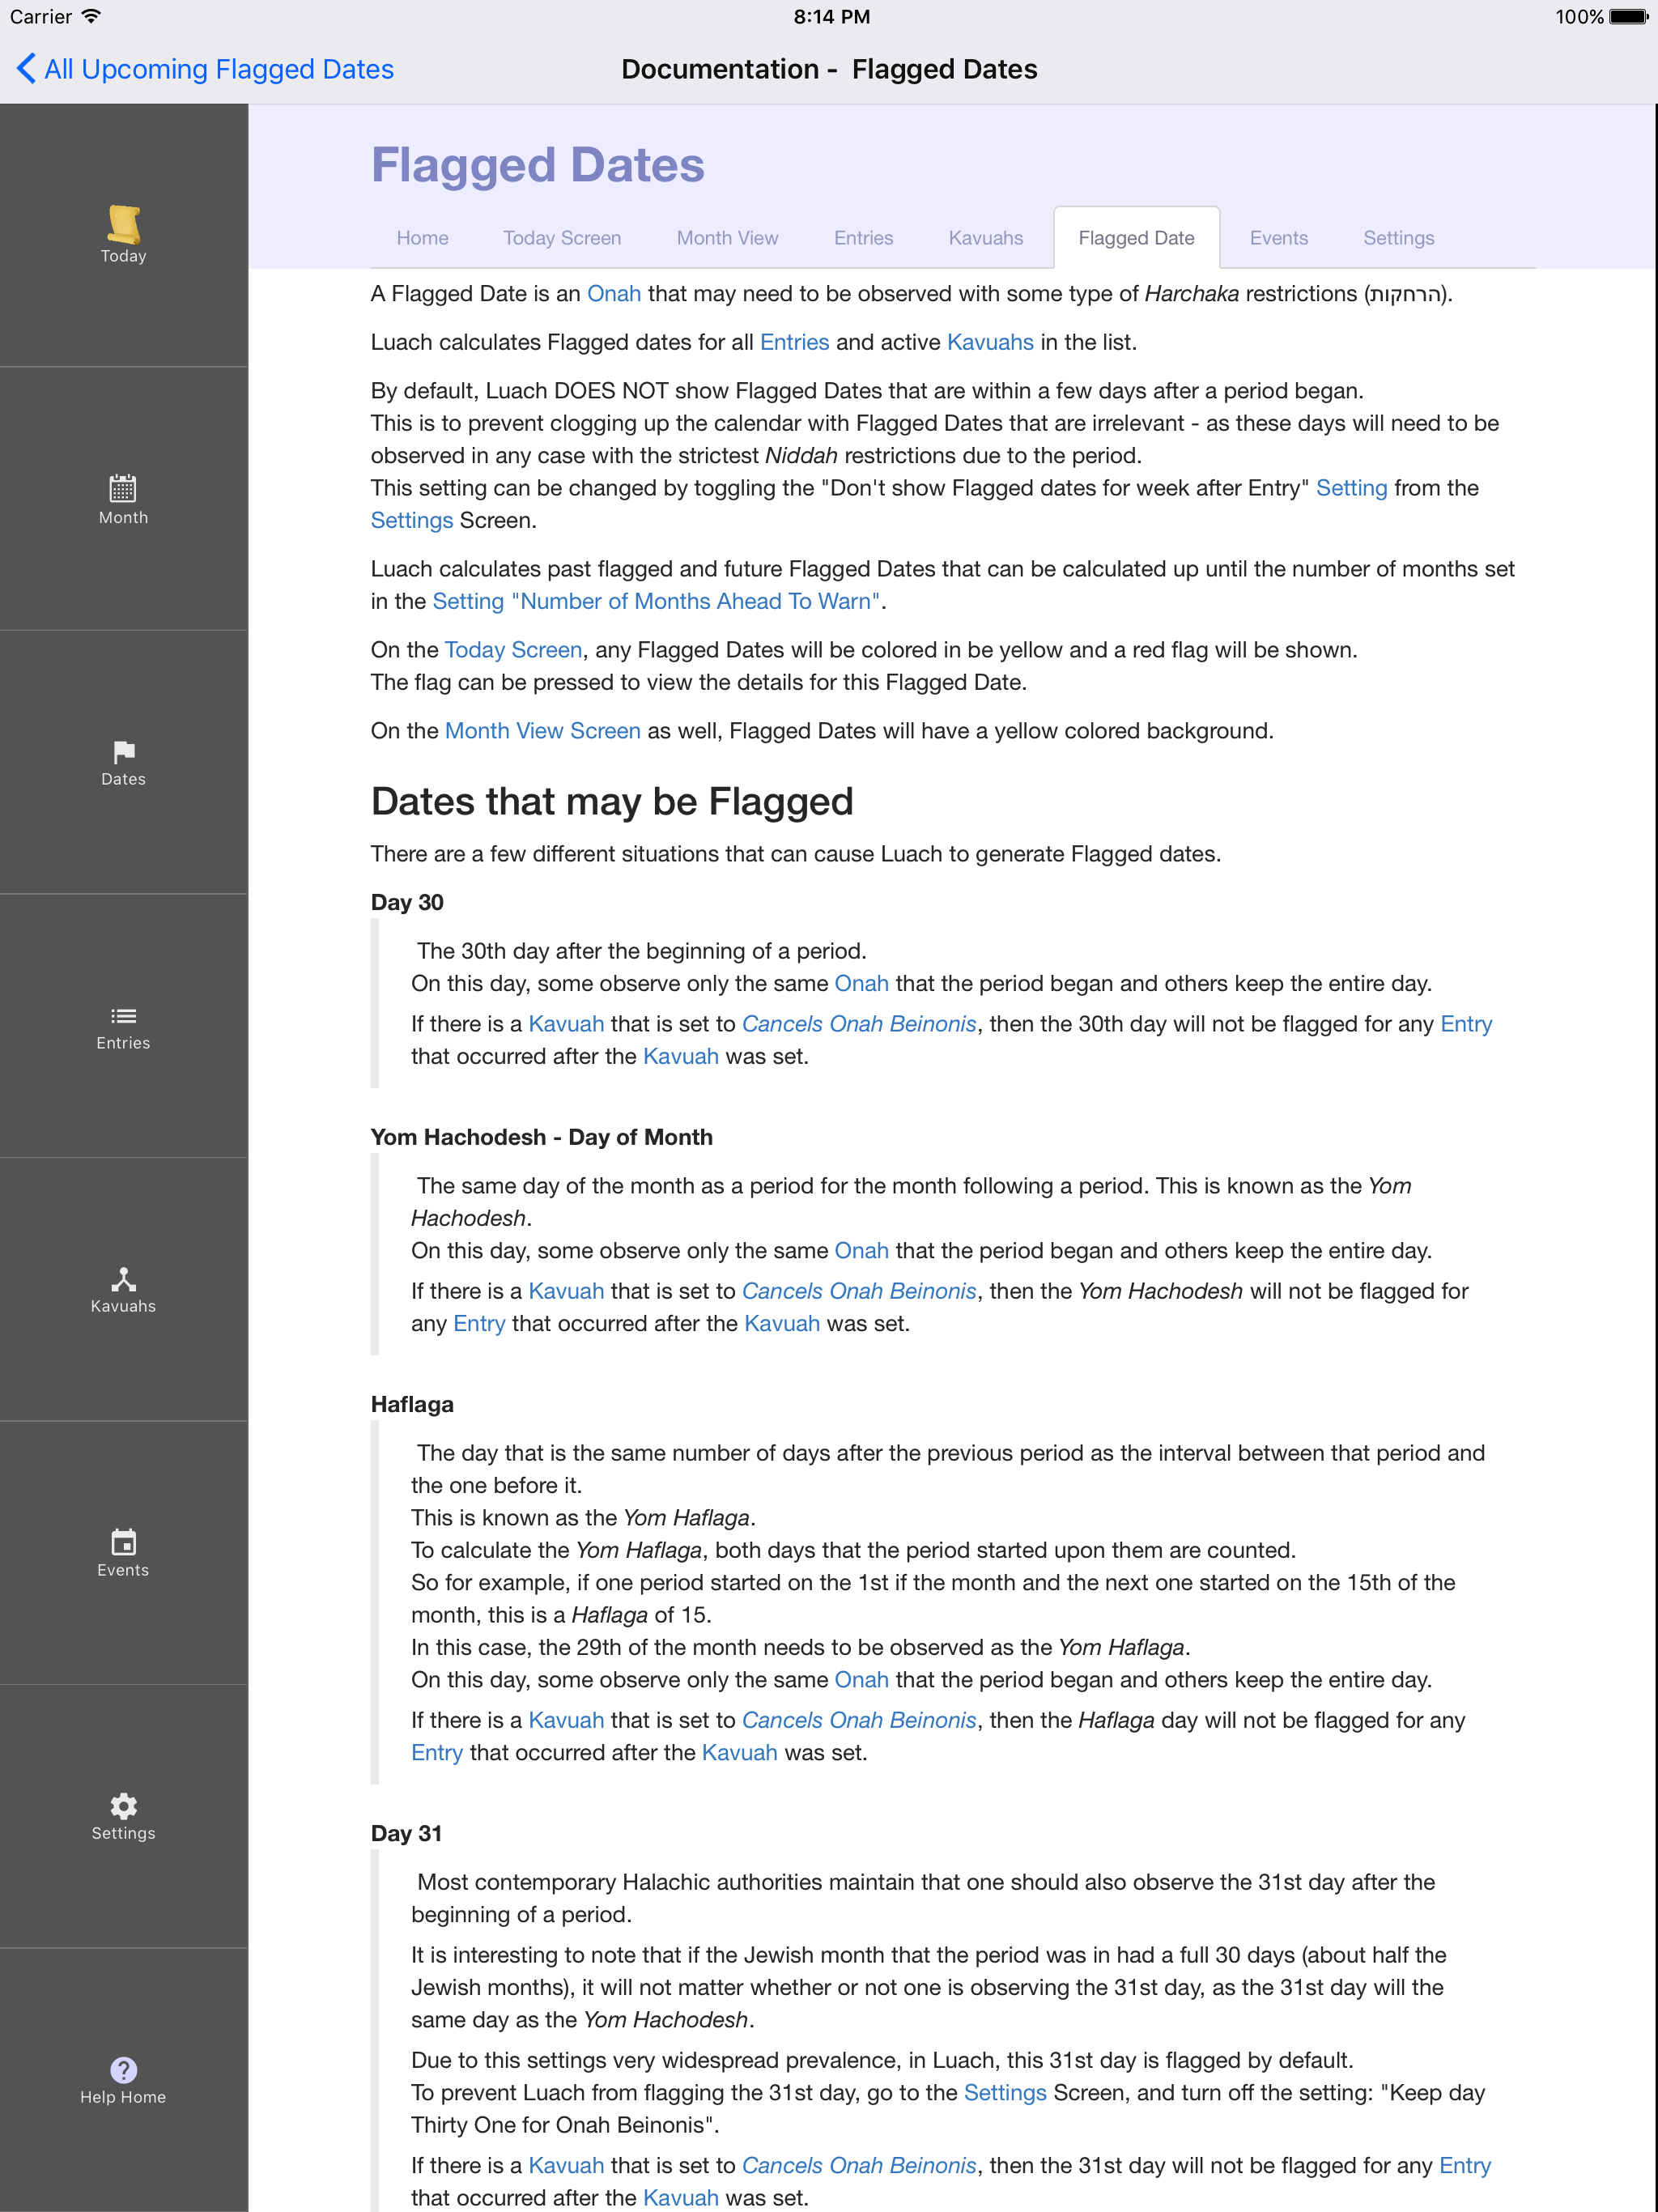 Carrier 8:14 PM 100%
All Upcoming Flagged Dates Documentation -  Flagged Dates
Today
Month
Dates
Entries
Kavuahs
Events
Settings
Help Home
Flagged Dates
Home Today Screen Month View Entries Kavuahs Flagged Date Events Settings
A Flagged Date is an Onah that may need to be observed with some type of Harchaka restrictions (הרחקות).
Luach calculates Flagged dates for all Entries and active Kavuahs in the list.
By default, Luach DOES NOT show Flagged Dates that are within a few days after a period began.
This is to prevent clogging up the calendar with Flagged Dates that are irrelevant - as these days will need to be
observed in any case with the strictest Niddah restrictions due to the period.
This setting can be changed by toggling the "Don't show Flagged dates for week after Entry" Setting from the
Settings Screen.
Luach calculates past flagged and future Flagged Dates that can be calculated up until the number of months set
in the Setting "Number of Months Ahead To Warn".
On the Today Screen, any Flagged Dates will be colored in be yellow and a red flag will be shown.
The flag can be pressed to view the details for this Flagged Date.
On the Month View Screen as well, Flagged Dates will have a yellow colored background.
Dates that may be Flagged
There are a few different situations that can cause Luach to generate Flagged dates.
Day 30
The 30th day after the beginning of a period.
On this day, some observe only the same Onah that the period began and others keep the entire day.
If there is a Kavuah that is set to Cancels Onah Beinonis, then the 30th day will not be flagged for any Entry
that occurred after the Kavuah was set.
Yom Hachodesh - Day of Month
The same day of the month as a period for the month following a period. This is known as the Yom
Hachodesh.
On this day, some observe only the same Onah that the period began and others keep the entire day.
If there is a Kavuah that is set to Cancels Onah Beinonis, then the Yom Hachodesh will not be flagged for
any Entry that occurred after the Kavuah was set.
Haflaga
The day that is the same number of days after the previous period as the interval between that period and
the one before it.
This is known as the Yom Haflaga.
To calculate the Yom Haflaga, both days that the period started upon them are counted.
So for example, if one period started on the 1st if the month and the next one started on the 15th of the
month, this is a Haflaga of 15.
In this case, the 29th of the month needs to be observed as the Yom Haflaga.
On this day, some observe only the same Onah that the period began and others keep the entire day.
If there is a Kavuah that is set to Cancels Onah Beinonis, then the Haflaga day will not be flagged for any
Entry that occurred after the Kavuah was set.
Day 31
Most contemporary Halachic authorities maintain that one should also observe the 31st day after the
beginning of a period.
It is interesting to note that if the Jewish month that the period was in had a full 30 days (about half the
Jewish months), it will not matter whether or not one is observing the 31st day, as the 31st day will the
same day as the Yom Hachodesh.
Due to this settings very widespread prevalence, in Luach, this 31st day is flagged by default.
To prevent Luach from flagging the 31st day, go to the Settings Screen, and turn off the setting: "Keep day
Thirty One for Onah Beinonis".
If there is a Kavuah that is set to Cancels Onah Beinonis, then the 31st day will not be flagged for any Entry
that occurred after the Kavuah was set.